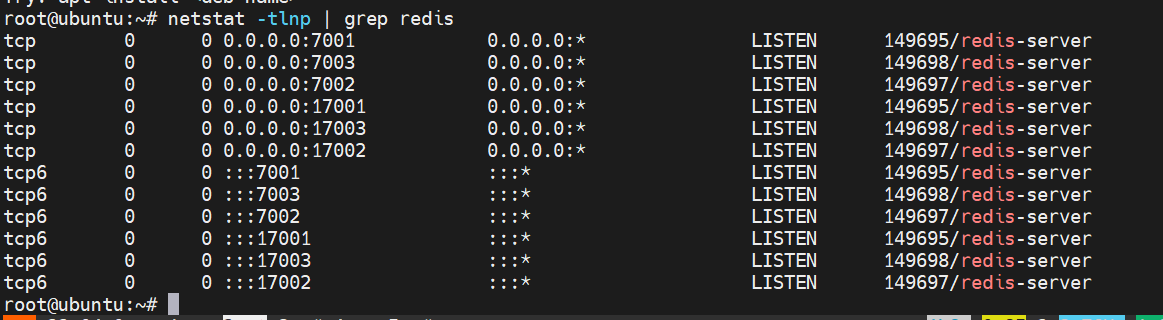 root@ubuntu:~# netstat -tlnp | grep redis
tcp 0 0 0.0.0.0:7001 0.0.0.0:* LISTEN 149695/redis-server
tcp 0 0 0.0.0.0:7003 0.0.0.0:* LISTEN 149698/redis-server
tcp 0 0 0.0.0.0:7002 0.0.0.0:* LISTEN 149697/redis-server
tcp 0 0 0.0.0.0:17001 0.0.0.0:* LISTEN 149695/redis-server
tcp 0 0 0.0.0.0:17003 0.0.0.0:* LISTEN 149698/redis-server
tcp 0 0 0.0.0.0:17002 0.0.0.0:* LISTEN 149697/redis-server
tcp6 0 0 :::7001 :::* LISTEN 149695/redis-server
tcp6 0 0 :::7003 :::* LISTEN 149698/redis-server
tcp6 0 0 :::7002 :::* LISTEN 149697/redis-server
tcp6 0 0 :::17001 :::* LISTEN 149695/redis-server
tcp6 0 0 :::17003 :::* LISTEN 149698/redis-server
tcp6 0 0 :::17002 :::* LISTEN 149697/redis-server
root@ubuntu:~#